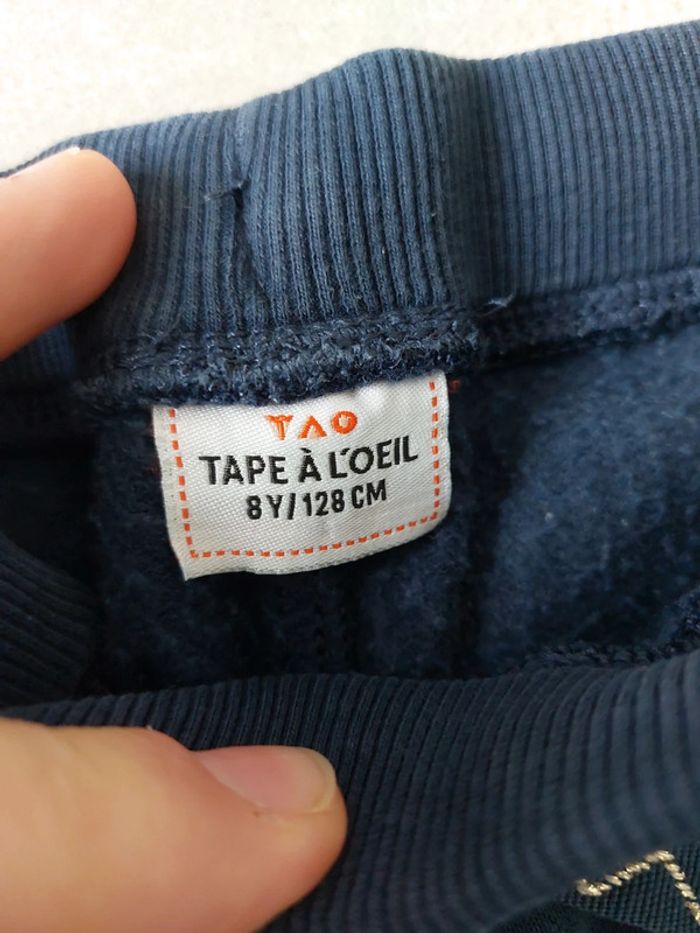 TAO
TAPE À L'OEIL
8 Y/ 128 CM